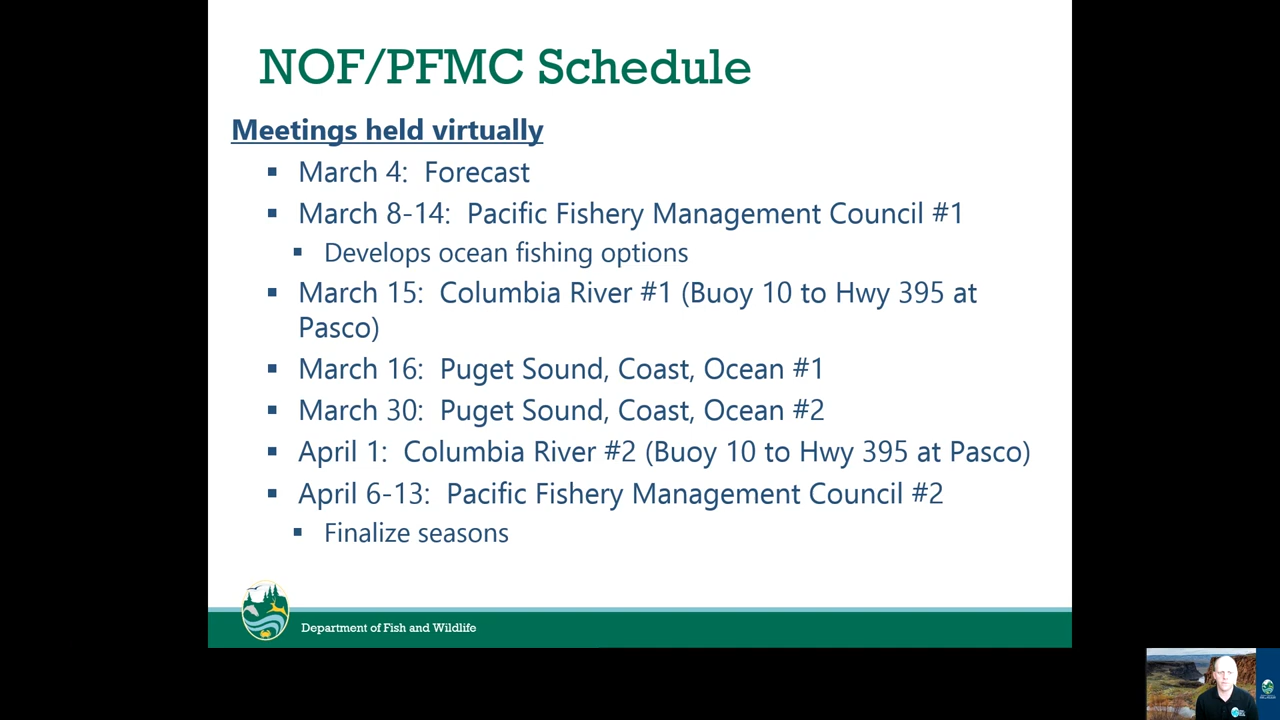 NOF/PFMC Schedule
Meetings held virtually
March 4: Forecast
March 8-14: Pacific Fishery Management Council #1
Develops ocean fishing options
March 15: Columbia River #1 (Buoy 10 to Hwy 395 at
Pasco)
March 16: Puget Sound, Coast, Ocean #1
March 30: Puget Sound, Coast, Ocean #2
April 1: Columbia River #2 (Buoy 10 to Hwy 395 at Pasco)
April 6-13: Pacific Fishery Management Council #2
Finalize seasons
Department of Fish and Wildlife